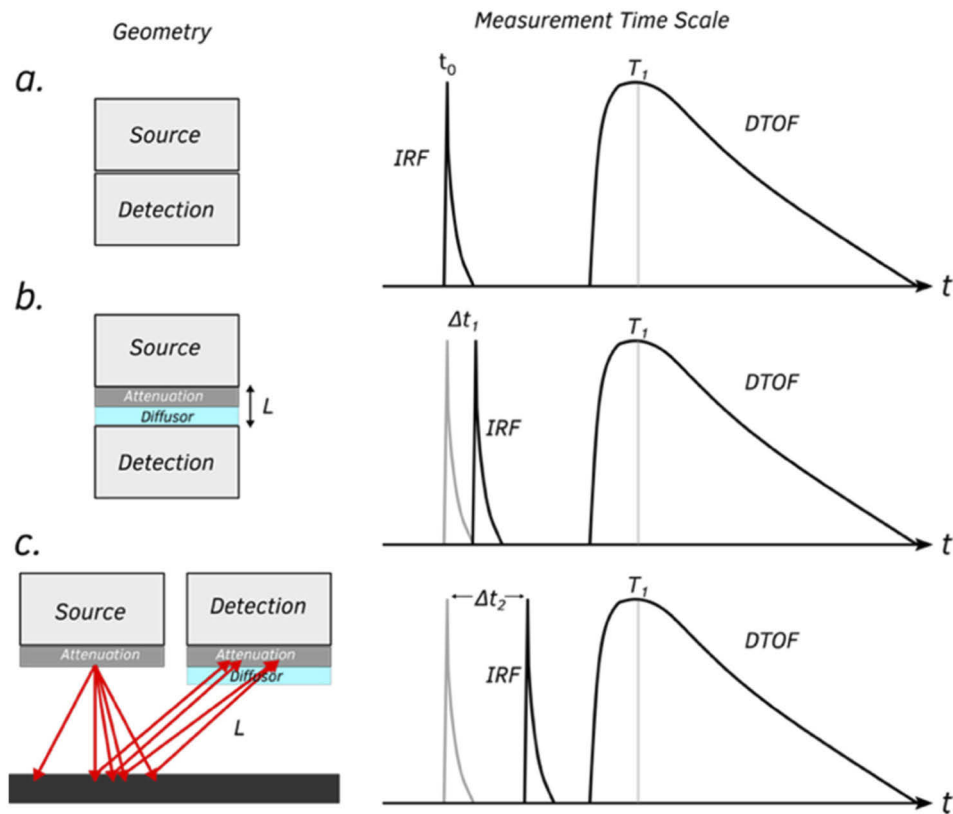 Geometry
Measurement Time Scale
a.
Source
Detection
t0
IRF
T1
DTOF
t
b.
Source
Attenuation
Diffusor
L
Detection
Δt1
IRF
T1
DTOF
t
c.
Source
Attenuation
Detection
Attenuation
Diffusor
L
Δt2
IRF
T1
DTOF
t